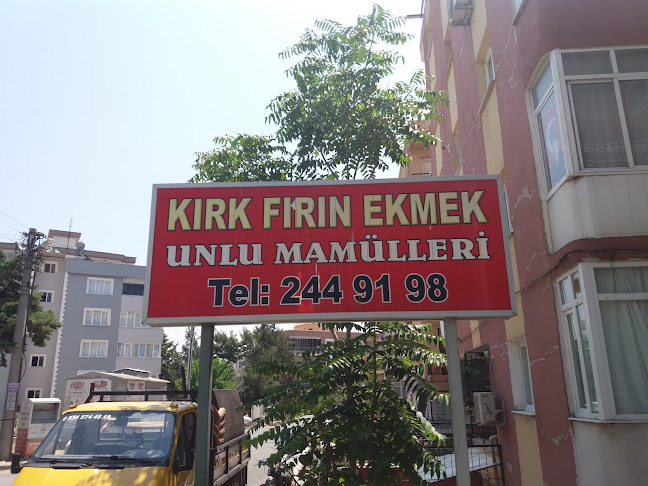 KIRK FIRIN EKMEK
UNLU MAMÜLLERİ
Tel: 244 91 98